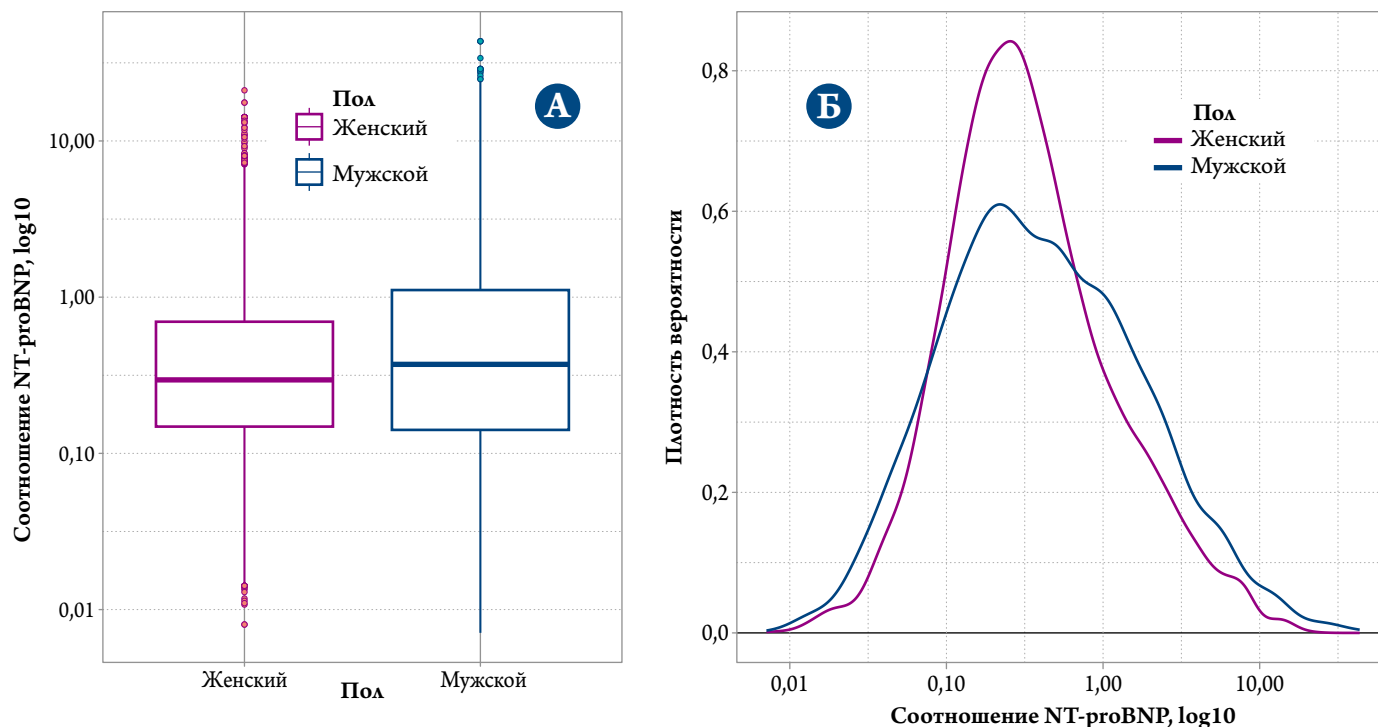 Соотношение NT-proBNP, log10
10,00
1,00
0,10
0,01
Пол
Женский
Мужской
А
Женский
Мужской
Пол
Плотность вероятности
0,8
0,6
0,4
0,2
0,0
Б
Пол
Женский
Мужской
0,01
0,10
1,00
10,00
Соотношение NT-proBNP, log10